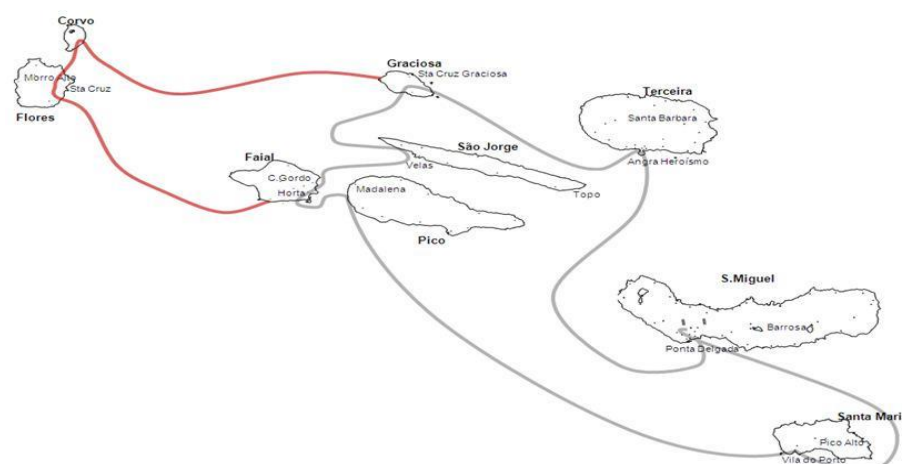 Corvo
Graciosa
Sta Cruz Graciosa
Morro Alto
Sta Cruz
Flores
Terceira
Santa Barbara
São Jorge
Angra Heroísmo
Faial
Velas
C.Gordo
Horta
Madalena
Topo
Pico
S.Miguel
Barrosa
Ponta Delgada
Santa Mari
Pico Alto
Vila do Porto